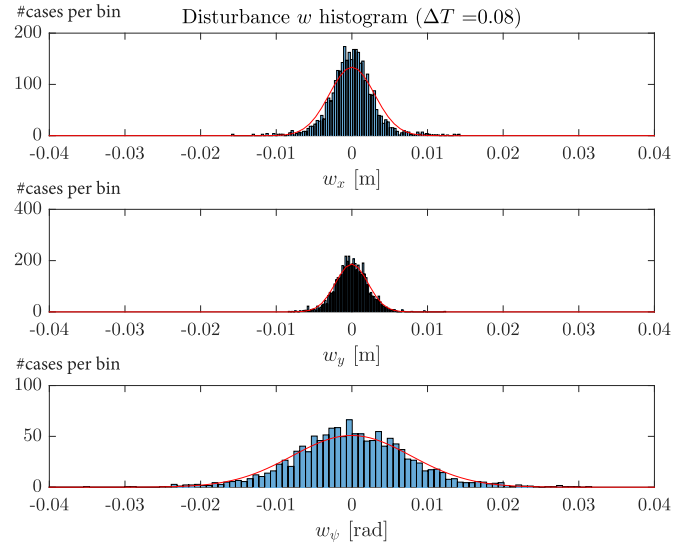 Disturbance w histogram (ΔT =0.08)
#cases per bin
200
100
0
-0.04 -0.03 -0.02 -0.01 0 0.01 0.02 0.03 0.04
w_x [m]
#cases per bin
400
200
0
-0.04 -0.03 -0.02 -0.01 0 0.01 0.02 0.03 0.04
w_y [m]
#cases per bin
100
50
0
-0.04 -0.03 -0.02 -0.01 0 0.01 0.02 0.03 0.04
w_ψ [rad]